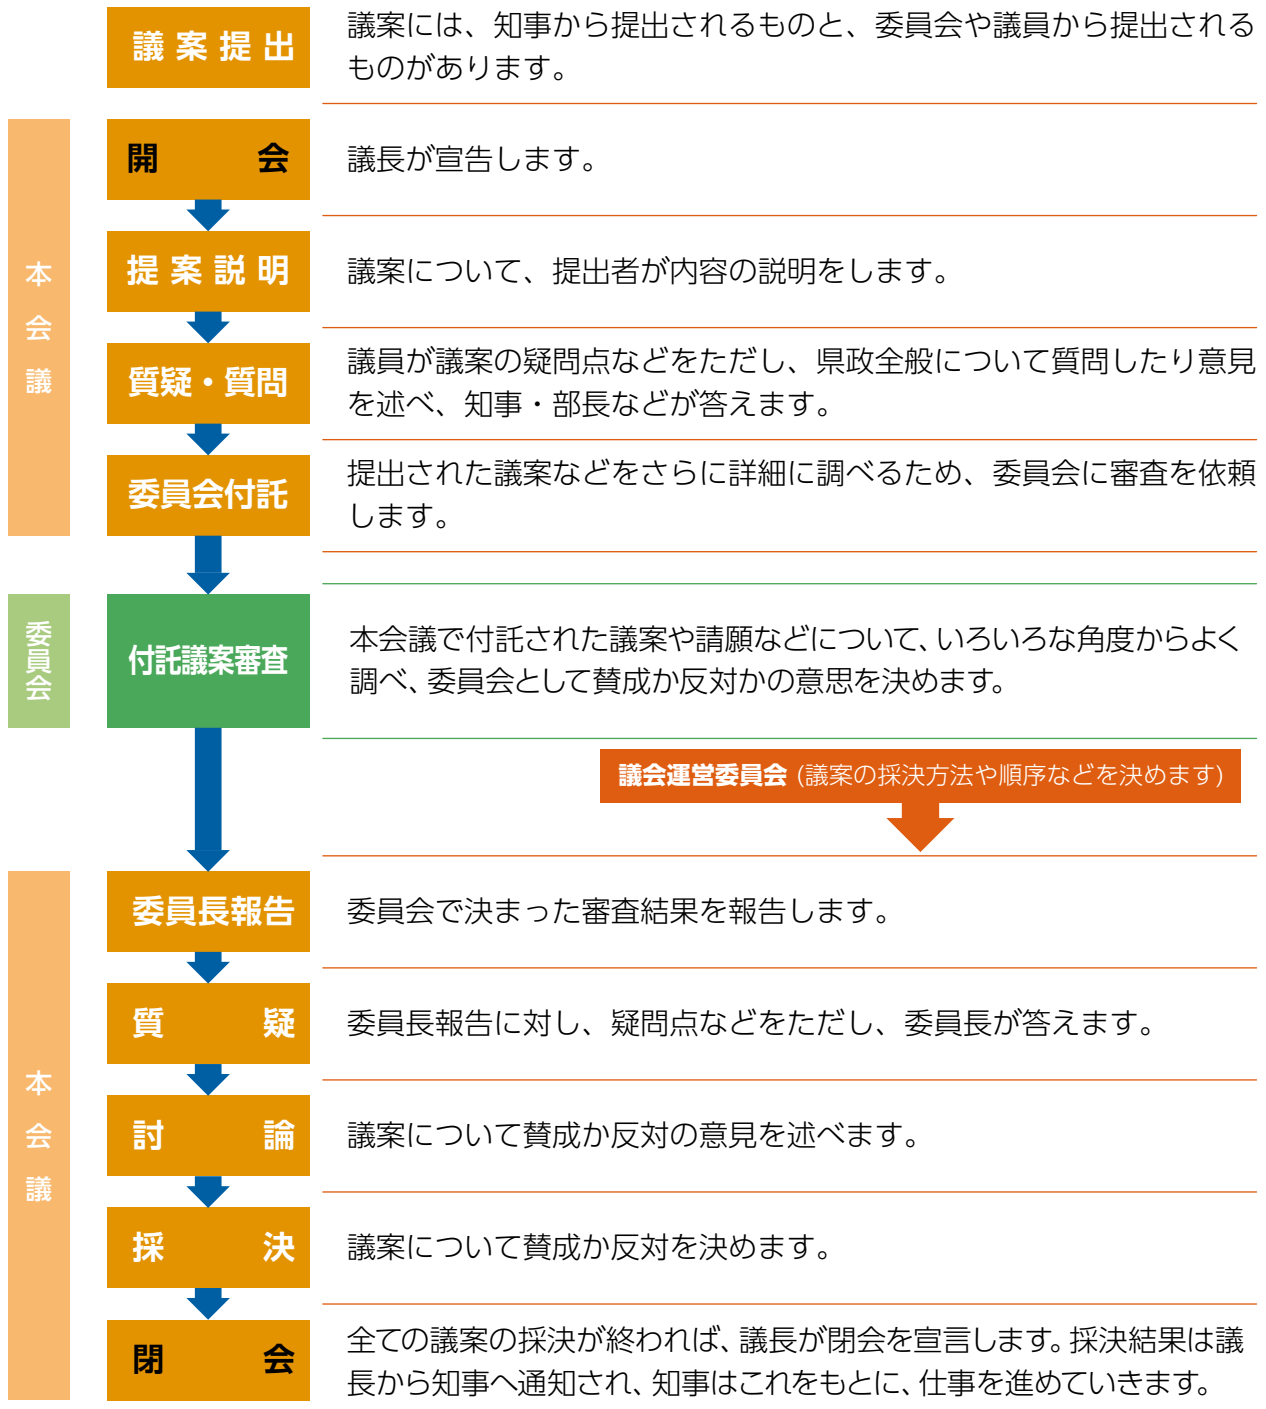 議案提出
議案には、知事から提出されるものと、委員会や議員から提出される
ものがあります。
本会議
開会
議長が宣告します。
提案説明
議案について、提出者が内容の説明をします。
質疑・質問
議員が議案の疑問点などをただし、県政全般について質問したり意見
を述べ、知事・部長などが答えます。
委員会付託
提出された議案などをさらに詳細に調べるため、委員会に審査を依頼
します。
委員会
付託議案審査
本会議で付託された議案や請願などについて、いろいろな角度からよく
調べ、委員会として賛成か反対かの意思を決めます。
議会運営委員会 (議案の採決方法や順序などを決めます)
本会議
委員長報告
委員会で決まった審査結果を報告します。
質疑
委員長報告に対し、疑問点などをただし、委員長が答えます。
討論
議案について賛成か反対の意見を述べます。
採決
議案について賛成か反対を決めます。
閉会
全ての議案の採決が終われば、議長が閉会を宣言します。採決結果は議
長から知事へ通知され、知事はこれをもとに、仕事を進めていきます。